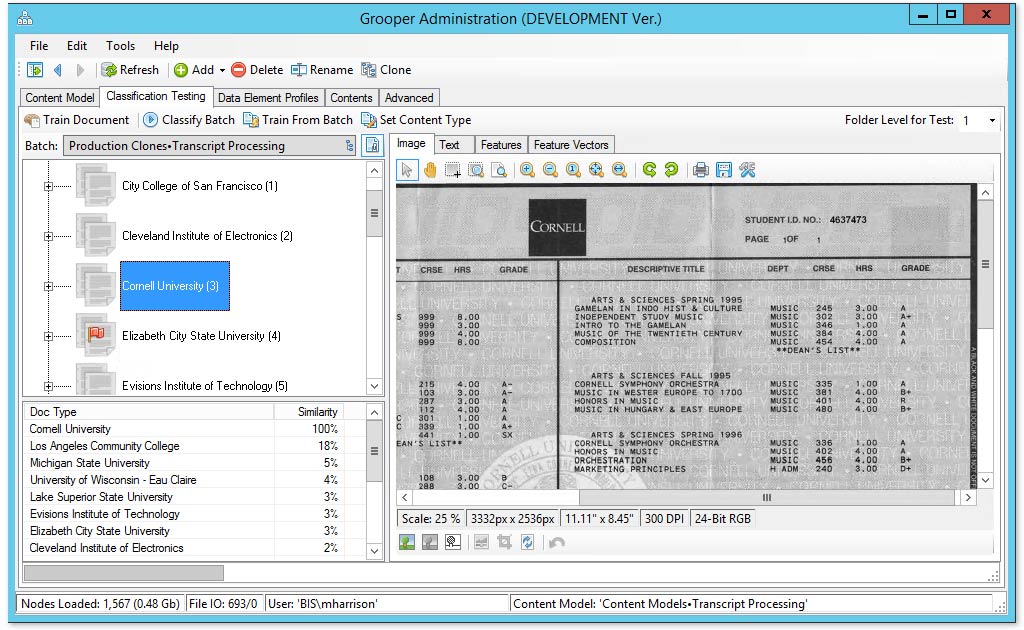 Grooper Administration (DEVELOPMENT Ver.)
File Edit Tools Help
Refresh Add Delete Rename Clone
Content Model Classification Testing Data Element Profiles Contents Advanced
Train Document Classify Batch Train From Batch Set Content Type Folder Level for Test: 1
Batch: Production Clones•Transcript Processing
City College of San Francisco (1)
Cleveland Institute of Electronics (2)
Cornell University (3)
Elizabeth City State University (4)
Evisions Institute of Technology (5)
Doc Type Similarity
Cornell University 100%
Los Angeles Community College 18%
Michigan State University 5%
University of Wisconsin - Eau Claire 4%
Lake Superior State University 3%
Evisions Institute of Technology 3%
Elizabeth City State University 3%
Cleveland Institute of Electronics 2%
Image Text Features Feature Vectors
CORNELL
STUDENT I.D. NO.: 4637473
PAGE 1OF 1
T CRSE HRS GRADE DESCRIPTIVE TITLE DEPT CRSE HRS GRADE
ARTS & SCIENCES SPRING 1995
GAMELAN IN INDO HIST & CULTURE MUSIC 245 3.00 A
S 999 8.00 INDEPENDENT STUDY MUSIC MUSIC 302 3.00 A+
999 3.00 INTRO TO THE GAMELAN MUSIC 346 1.00 A
999 4.00 MUSIC OF THE TWENTIETH CENTURY MUSIC 384 4.00 A
999 8.00 COMPOSITION MUSIC 454 4.00 A
**DEAN'S LIST**
ARTS & SCIENCES FALL 1995
215 4.00 A- CORNELL SYMPHONY ORCHESTRA MUSIC 335 1.00 A
103 3.00 A- MUSIC IN WESTER EUROPE TO 1700 MUSIC 381 4.00 B+
287 3.00 A HONORS IN MUSIC MUSIC 401 4.00 R
112 4.00 A MUSIC IN HUNGARY & EAST EUROPE MUSIC 480 4.00 B+
C 301 1.00 A
C 339 1.00 A+
441 1.00 SX ARTS & SCIENCES SPRING 1996
EAN'S LIST** CORNELL SYMPHONY ORCHESTRA MUSIC 336 1.00 A
HONORS IN MUSIC MUSIC 402 4.00 A
ORCHESTRATION MUSIC 456 4.00 B+
MARKETING PRINCIPLES H ADM 240 3.00 D+
108 3.00 B
288 3.00 C-
Scale: 25 % 3332px x 2536px 11.11" x 8.45" 300 DPI 24-Bit RGB
Nodes Loaded: 1,567 (0.48 Gb) File IO: 693/0 User: 'BIS\mharrison' Content Model: 'Content Models•Transcript Processing'